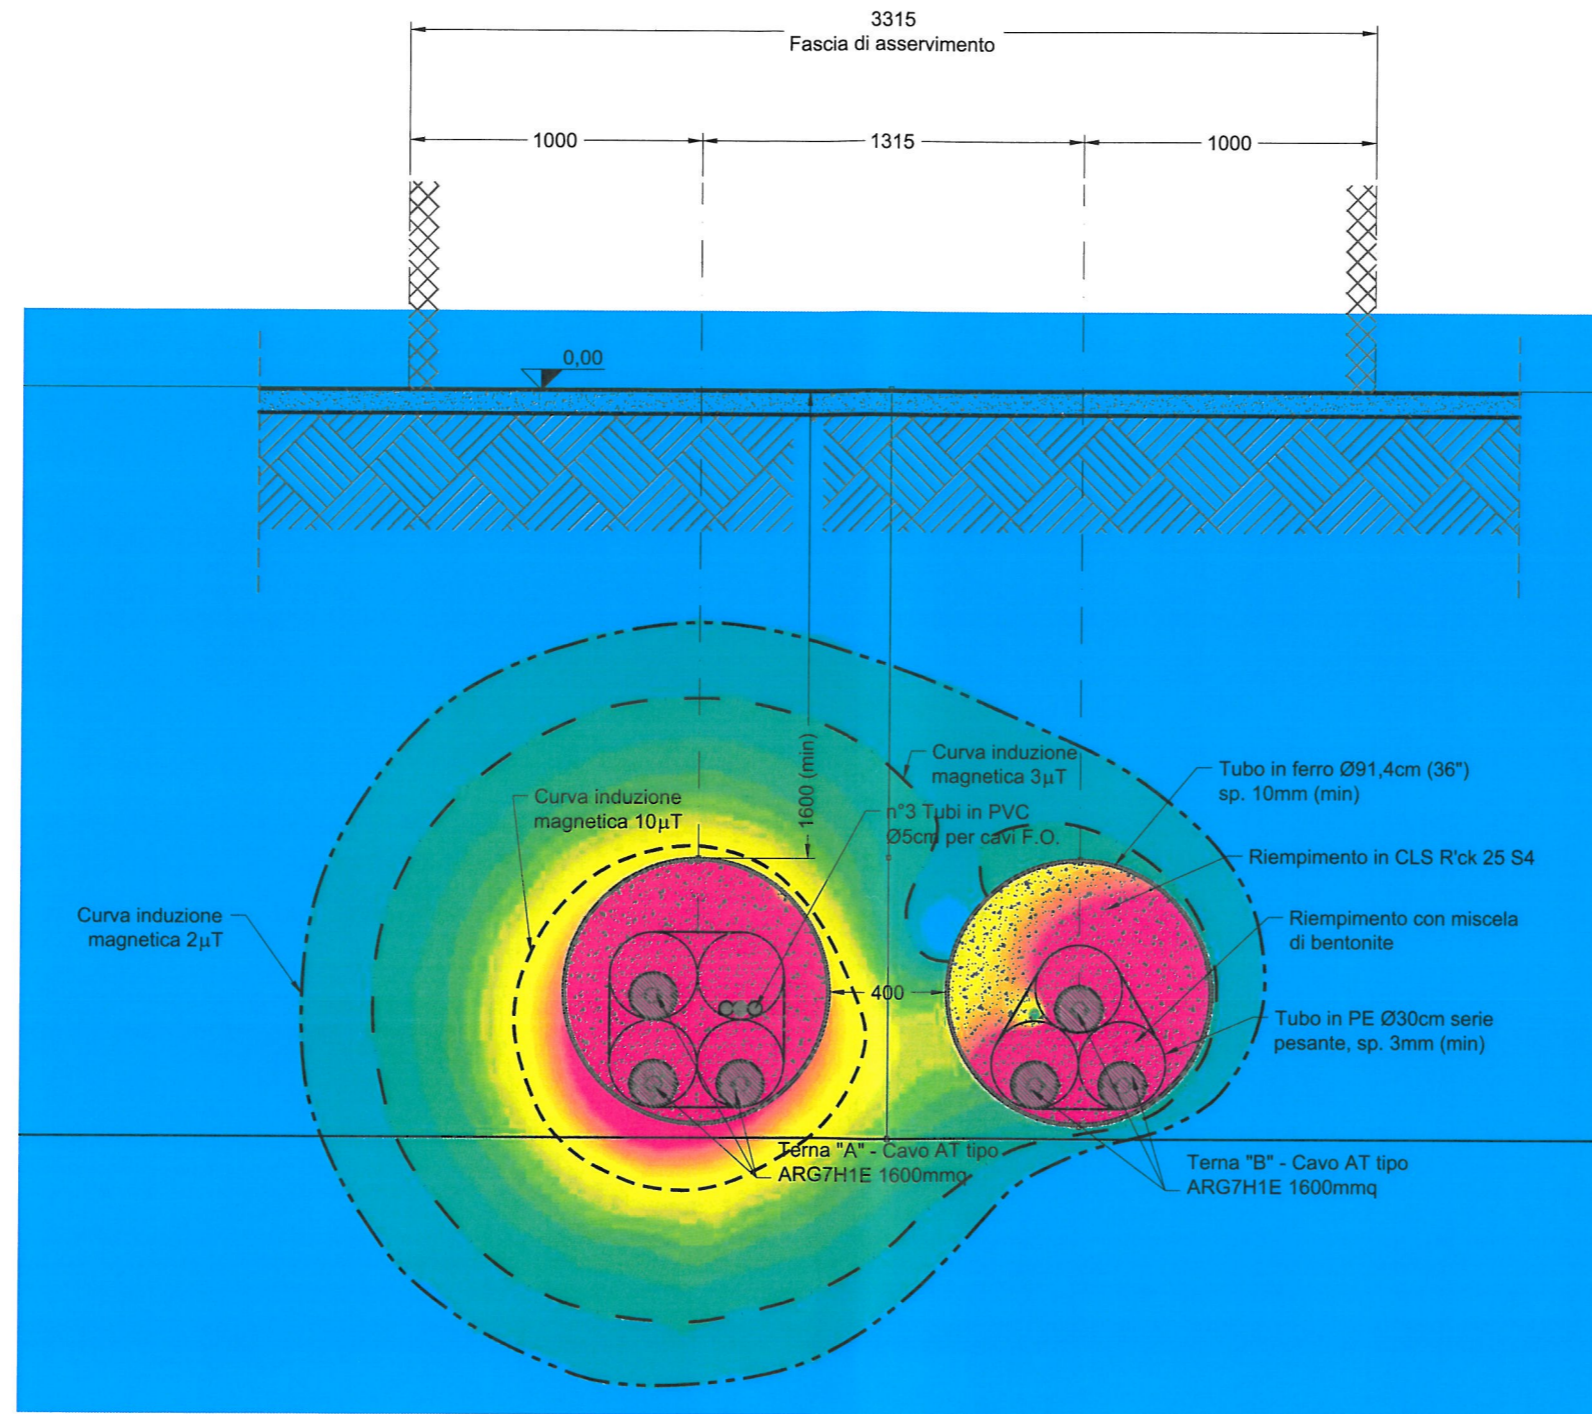 3315
Fascia di asservimento
1000
1315
1000
0,00
1600 (min)
Curva induzione
magnetica 3µT
Tubo in ferro Ø91,4cm (36")
sp. 10mm (min)
Curva induzione
magnetica 10µT
n°3 Tubi in PVC
Ø5cm per cavi F.O.
Riempimento in CLS R'ck 25 S4
Curva induzione
magnetica 2µT
Riempimento con miscela
di bentonite
400
Tubo in PE Ø30cm serie
pesante, sp. 3mm (min)
Terna "A" - Cavo AT tipo
ARG7H1E 1600mmq
Terna "B" - Cavo AT tipo
ARG7H1E 1600mmq